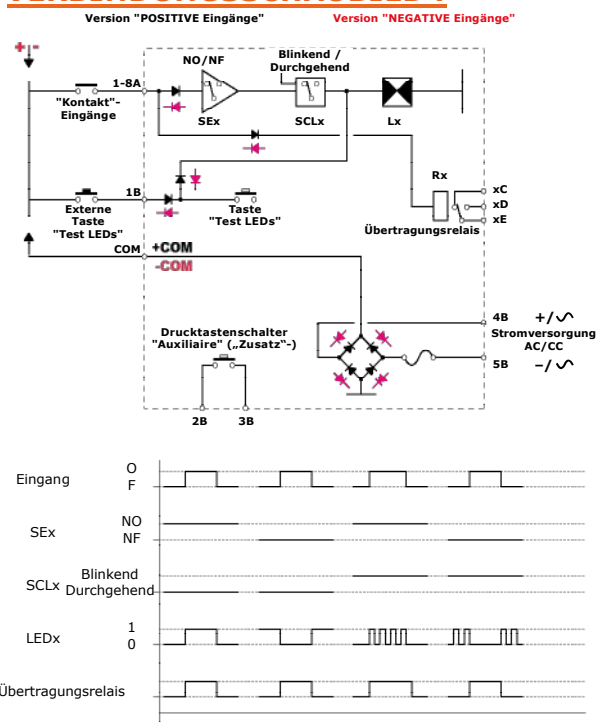 Version "POSITIVE Eingänge"
Version "NEGATIVE Eingänge"
+ -
NO/NF
Blinkend /
Durchgehend
1-8A
"Kontakt"-
Eingänge
SEx
SCLx
Lx
Rx
xC
xD
xE
Übertragungsrelais
1B
Externe
Taste
"Test LEDs"
Taste
"Test LEDs"
COM
+COM
-COM
4B +/∿
Stromversorgung
AC/CC
5B −/∿
Drucktastenschalter
"Auxiliaire" („Zusatz"-)
2B 3B
Eingang
O
F
SEx
NO
NF
SCLx
Blinkend
Durchgehend
LEDx
1
0
Übertragungsrelais